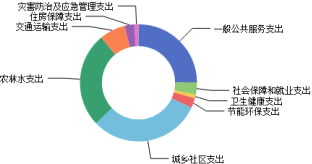 灾害防治及应急管理支出
住房保障支出
交通运输支出
一般公共服务支出
农林水支出
社会保障和就业支出
卫生健康支出
节能环保支出
城乡社区支出